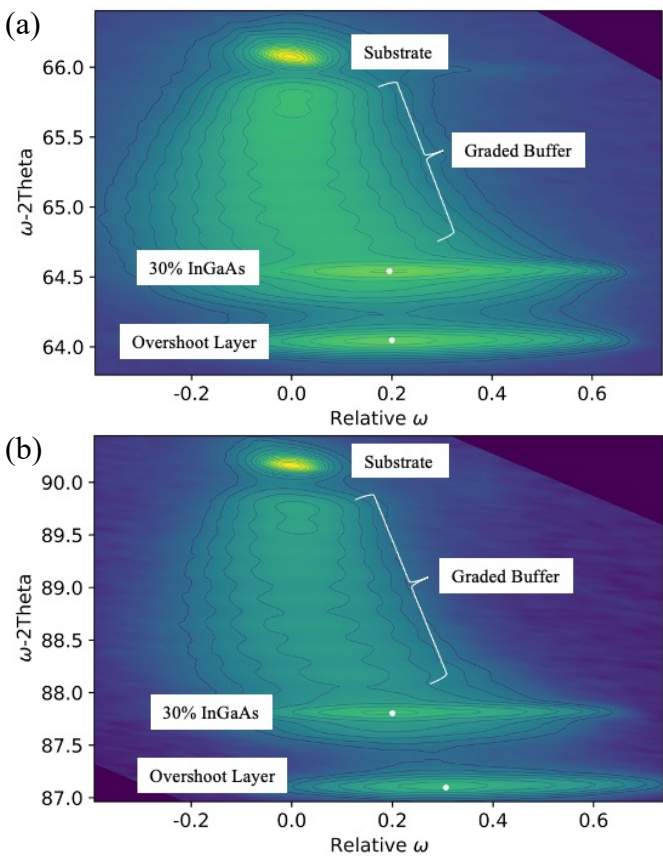 (a)
66.0
65.5
65.0
64.5
64.0
ω-2Theta
Substrate
Graded Buffer
30% InGaAs
Overshoot Layer
-0.2 0.0 0.2 0.4 0.6
Relative ω
(b)
90.0
89.5
89.0
88.5
88.0
87.5
87.0
ω-2Theta
Substrate
Graded Buffer
30% InGaAs
Overshoot Layer
-0.2 0.0 0.2 0.4 0.6
Relative ω